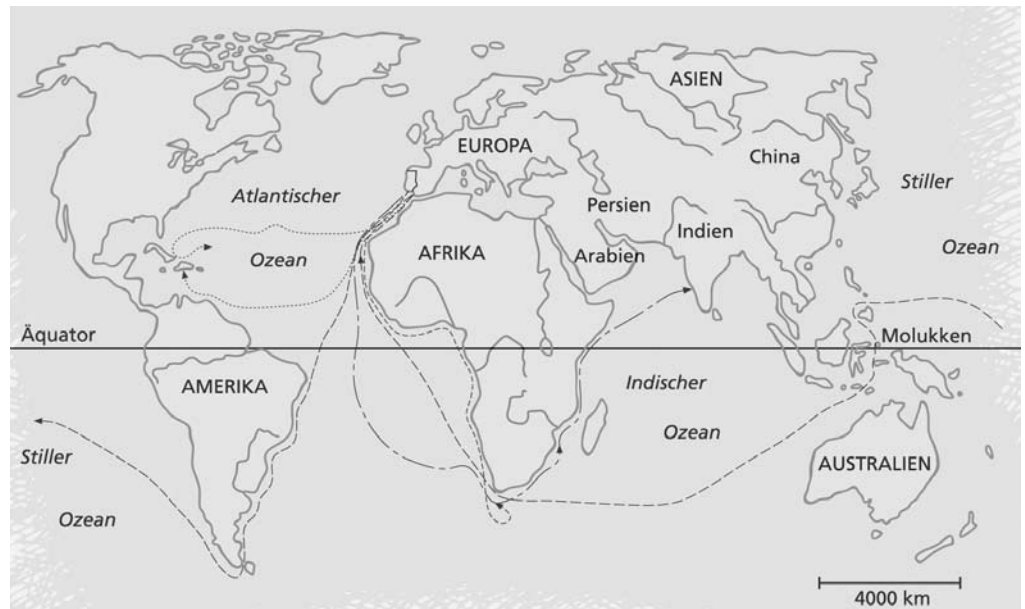 ASIEN
EUROPA
China
Atlantischer
Stiller
Persien
Indien
Ozean
AFRIKA
Arabien
Ozean
Äquator
Molukken
AMERIKA
Indischer
Stiller
Ozean
AUSTRALIEN
Ozean
4000 km